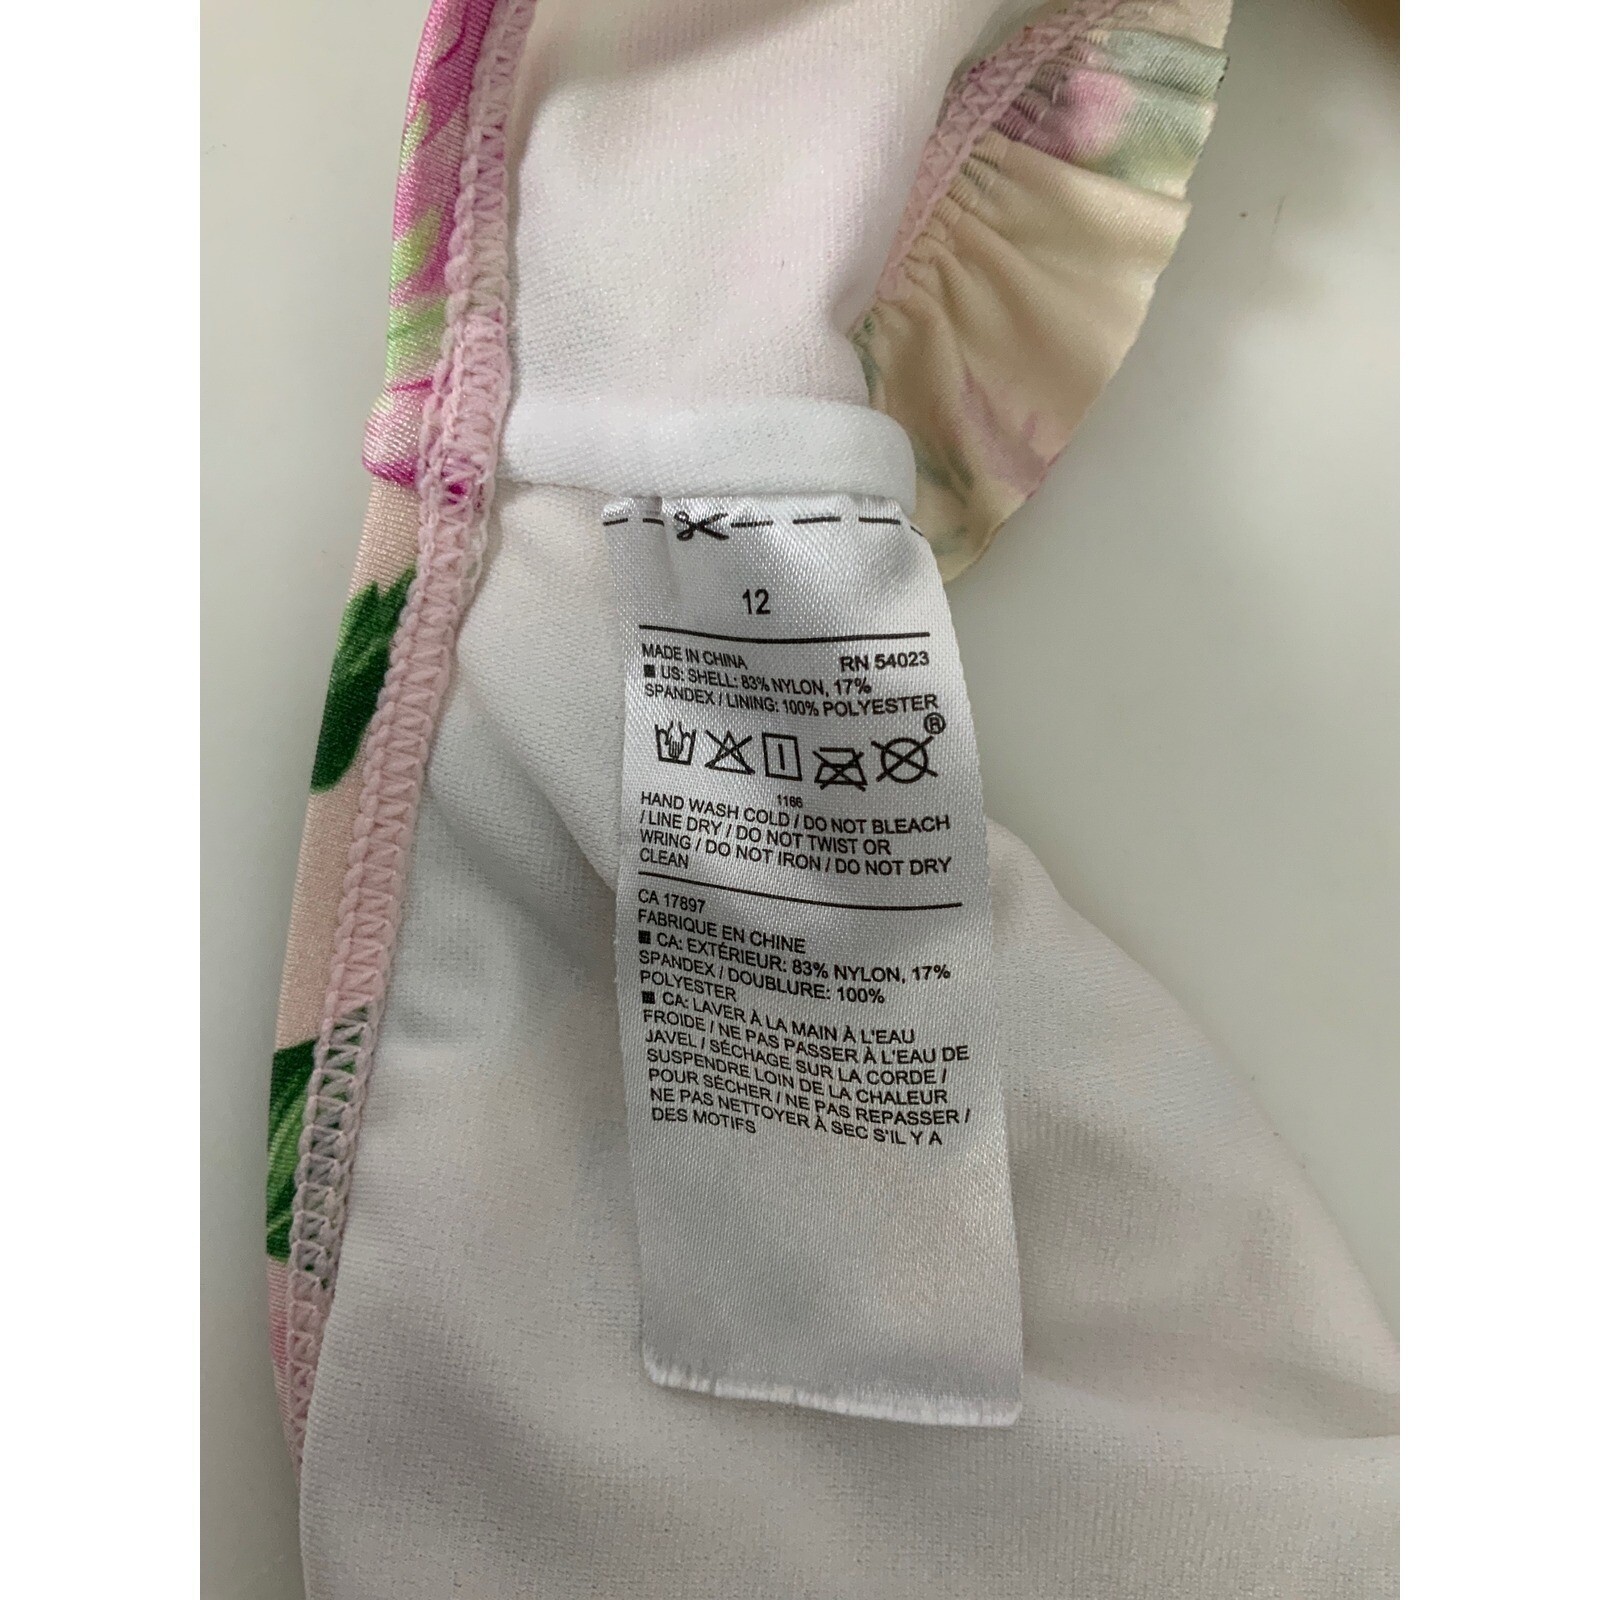 12
MADE IN CHINA RN 54023
US: SHELL: 83% NYLON, 17%
SPANDEX / LINING: 100% POLYESTER
®
1166
HAND WASH COLD / DO NOT BLEACH
/ LINE DRY / DO NOT TWIST OR
WRING / DO NOT IRON / DO NOT DRY
CLEAN
CA 17897
FABRIQUE EN CHINE
CA: EXTÉRIEUR: 83% NYLON, 17%
SPANDEX / DOUBLURE: 100%
POLYESTER
CA: LAVER À LA MAIN À L'EAU
FROIDE / NE PAS PASSER À L'EAU DE
JAVEL / SÉCHAGE SUR LA CORDE /
SUSPENDRE LOIN DE LA CHALEUR
POUR SÉCHER / NE PAS REPASSER /
NE PAS NETTOYER À SEC S'IL Y A
DES MOTIFS